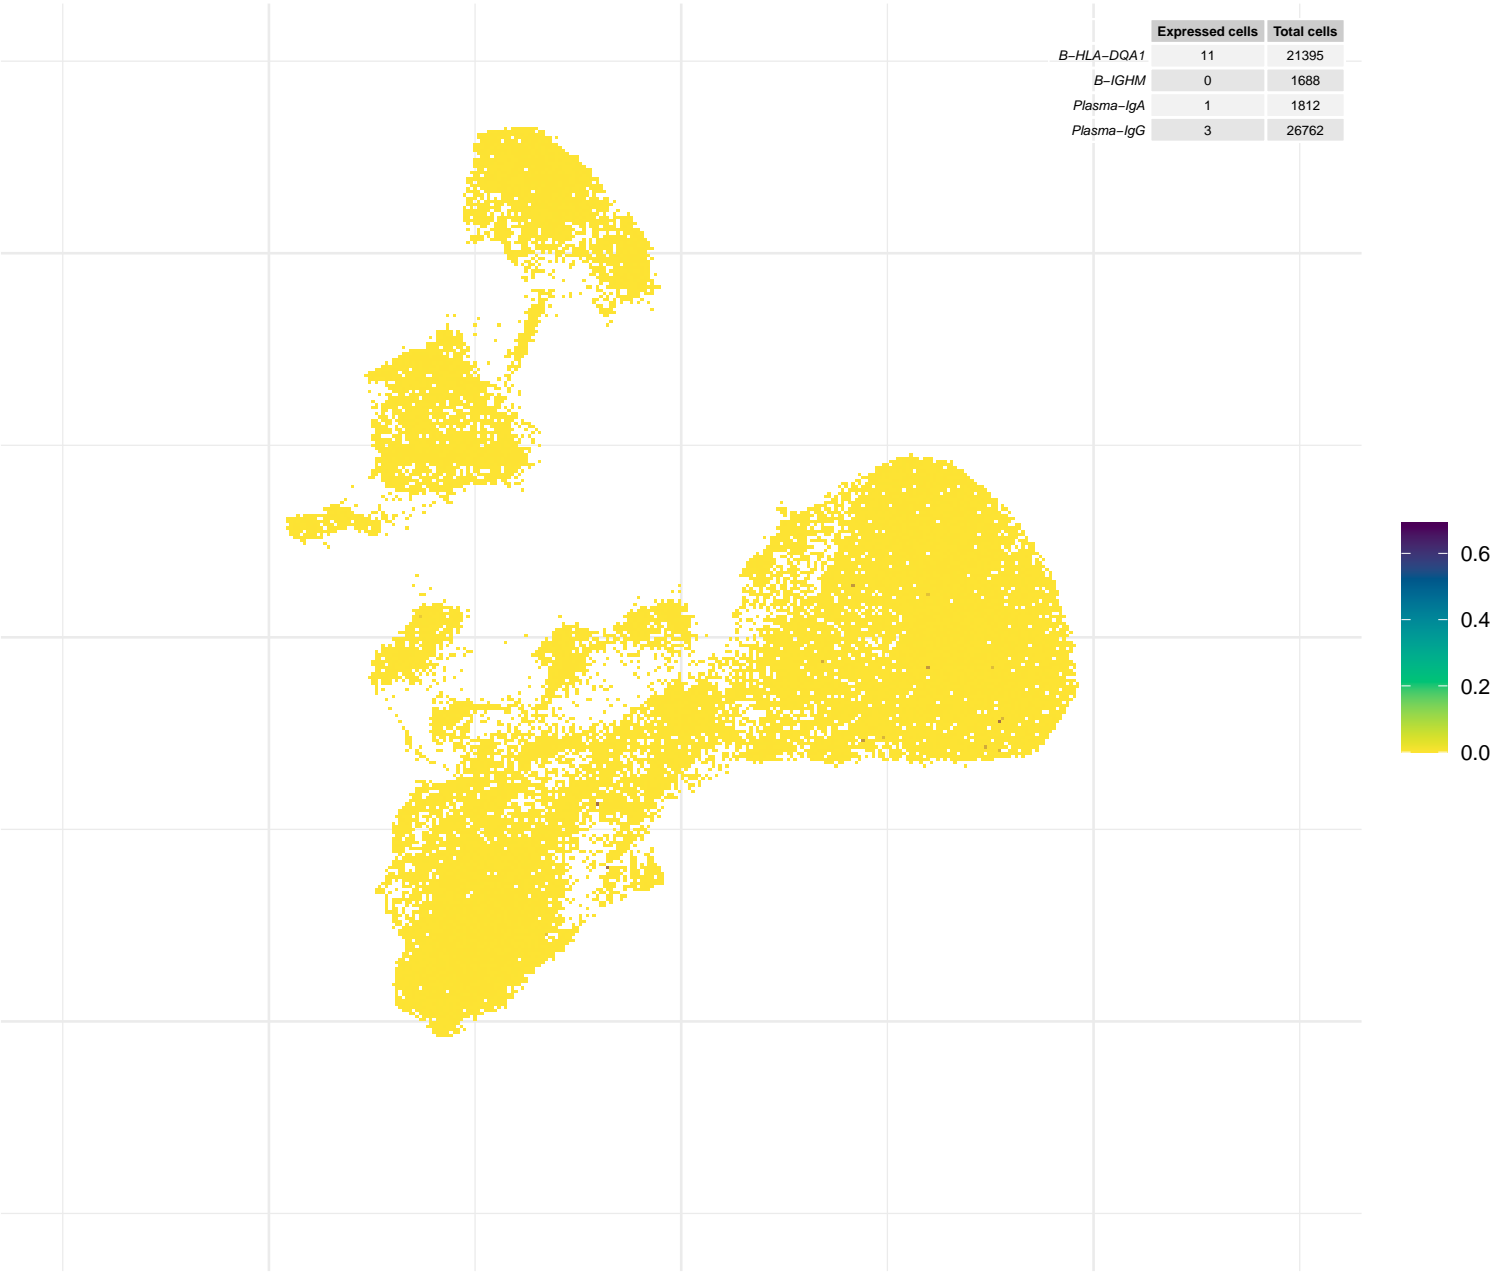 Expressed cells Total cells
B−HLA−DQA1 11 21395
B−IGHM 0 1688
Plasma−IgA 1 1812
Plasma−IgG 3 26762
0.6
0.4
0.2
0.0